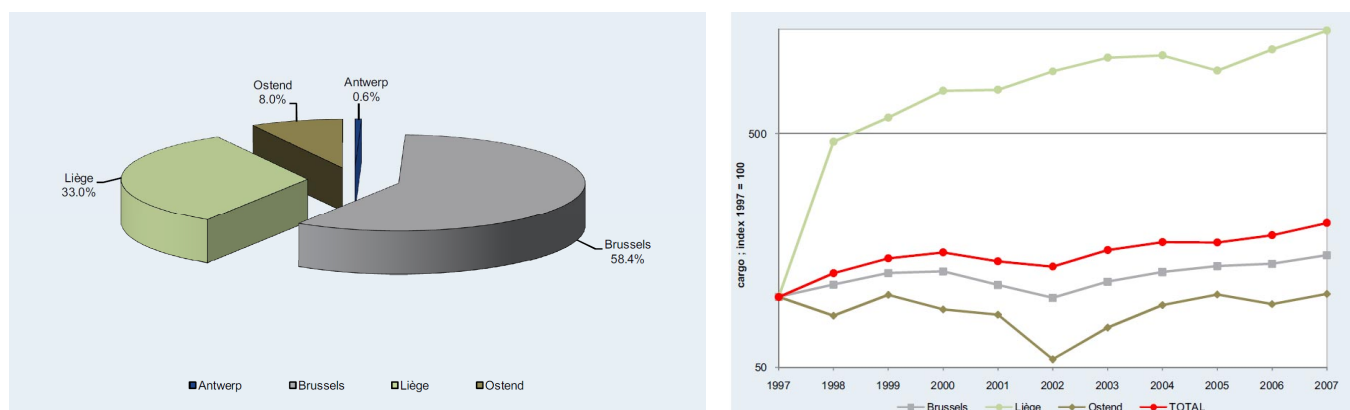 Ostend
8.0%
Antwerp
0.6%
Liège
33.0%
Brussels
58.4%
Antwerp Brussels Liège Ostend
cargo ; index 1997 = 100
500
50
1997 1998 1999 2000 2001 2002 2003 2004 2005 2006 2007
Brussels Liège Ostend TOTAL